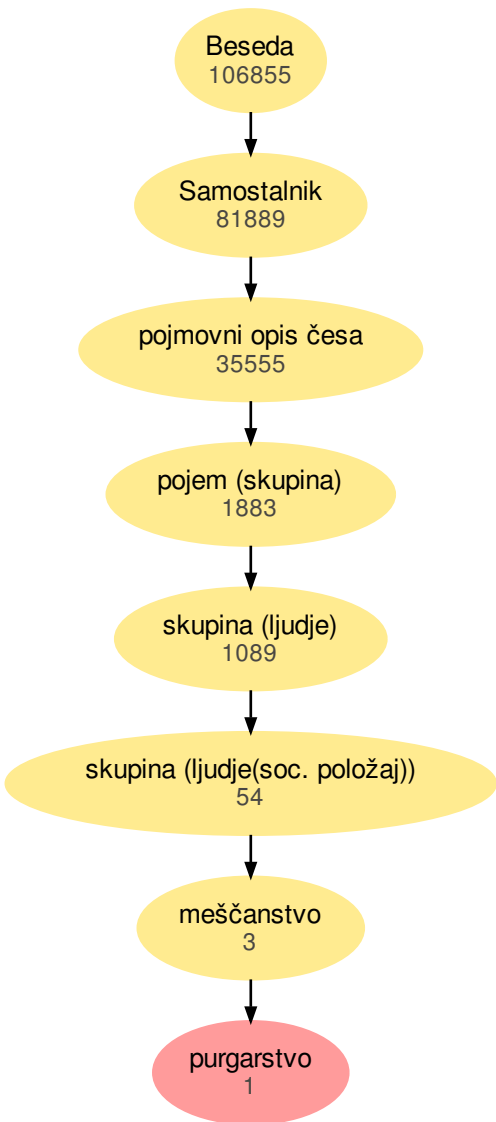 Beseda
106855
Samostalnik
81889
pojmovni opis česa
35555
pojem (skupina)
1883
skupina (ljudje)
1089
skupina (ljudje(soc. položaj))
54
meščanstvo
3
purgarstvo
1